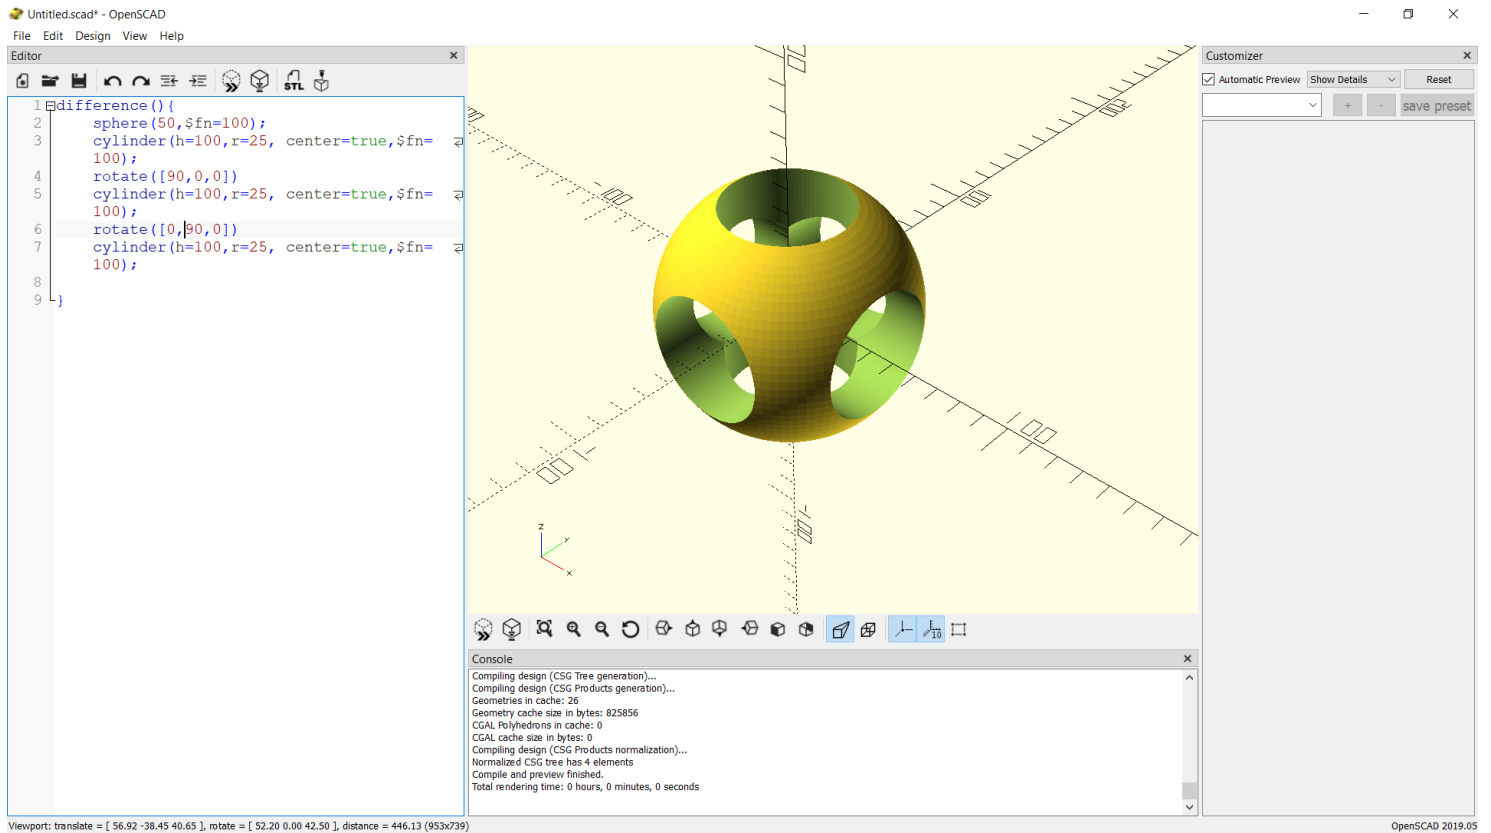 Untitled.scad* - OpenSCAD
File Edit Design View Help
Editor
STL
1 difference(){
2 sphere(50,$fn=100);
3 cylinder(h=100,r=25, center=true,$fn=
100);
4 rotate([90,0,0])
5 cylinder(h=100,r=25, center=true,$fn=
100);
6 rotate([0,90,0])
7 cylinder(h=100,r=25, center=true,$fn=
100);
8
9 }
z
y
x
10
Console
Compiling design (CSG Tree generation)...
Compiling design (CSG Products generation)...
Geometries in cache: 26
Geometry cache size in bytes: 825856
CGAL Polyhedrons in cache: 0
CGAL cache size in bytes: 0
Compiling design (CSG Products normalization)...
Normalized CSG tree has 4 elements
Compile and preview finished.
Total rendering time: 0 hours, 0 minutes, 0 seconds
Customizer
Automatic Preview Show Details Reset
+ - save preset
Viewport: translate = [ 56.92 -38.45 40.65 ], rotate = [ 52.20 0.00 42.50 ], distance = 446.13 (953x739)
OpenSCAD 2019.05